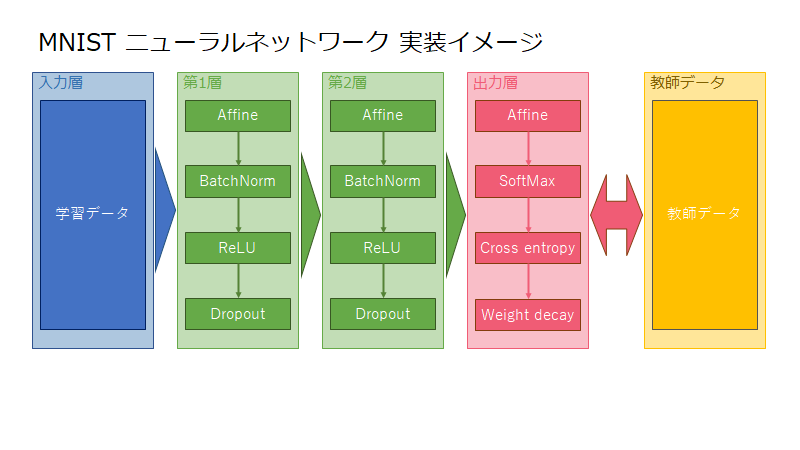 MNIST ニューラルネットワーク 実装イメージ
入力層
学習データ
第1層
Affine
BatchNorm
ReLU
Dropout
第2層
Affine
BatchNorm
ReLU
Dropout
出力層
Affine
SoftMax
Cross entropy
Weight decay
教師データ
教師データ